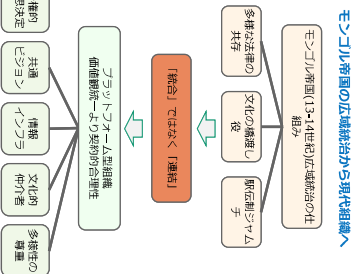 モンゴル帝国の広域統治から現代組織へ
モンゴル帝国(13-14世紀)広域統治の仕
組み
多様な法律の
共存
文化の橋渡し
役
駅伝制ジャム
チ
「統合」ではなく「連結」
プラットフォーム型組織
価値観統一より契約的合理性
権的
思決定
共通
ビジョン
情報
インフラ
文化的
仲介者
多様性の
尊重